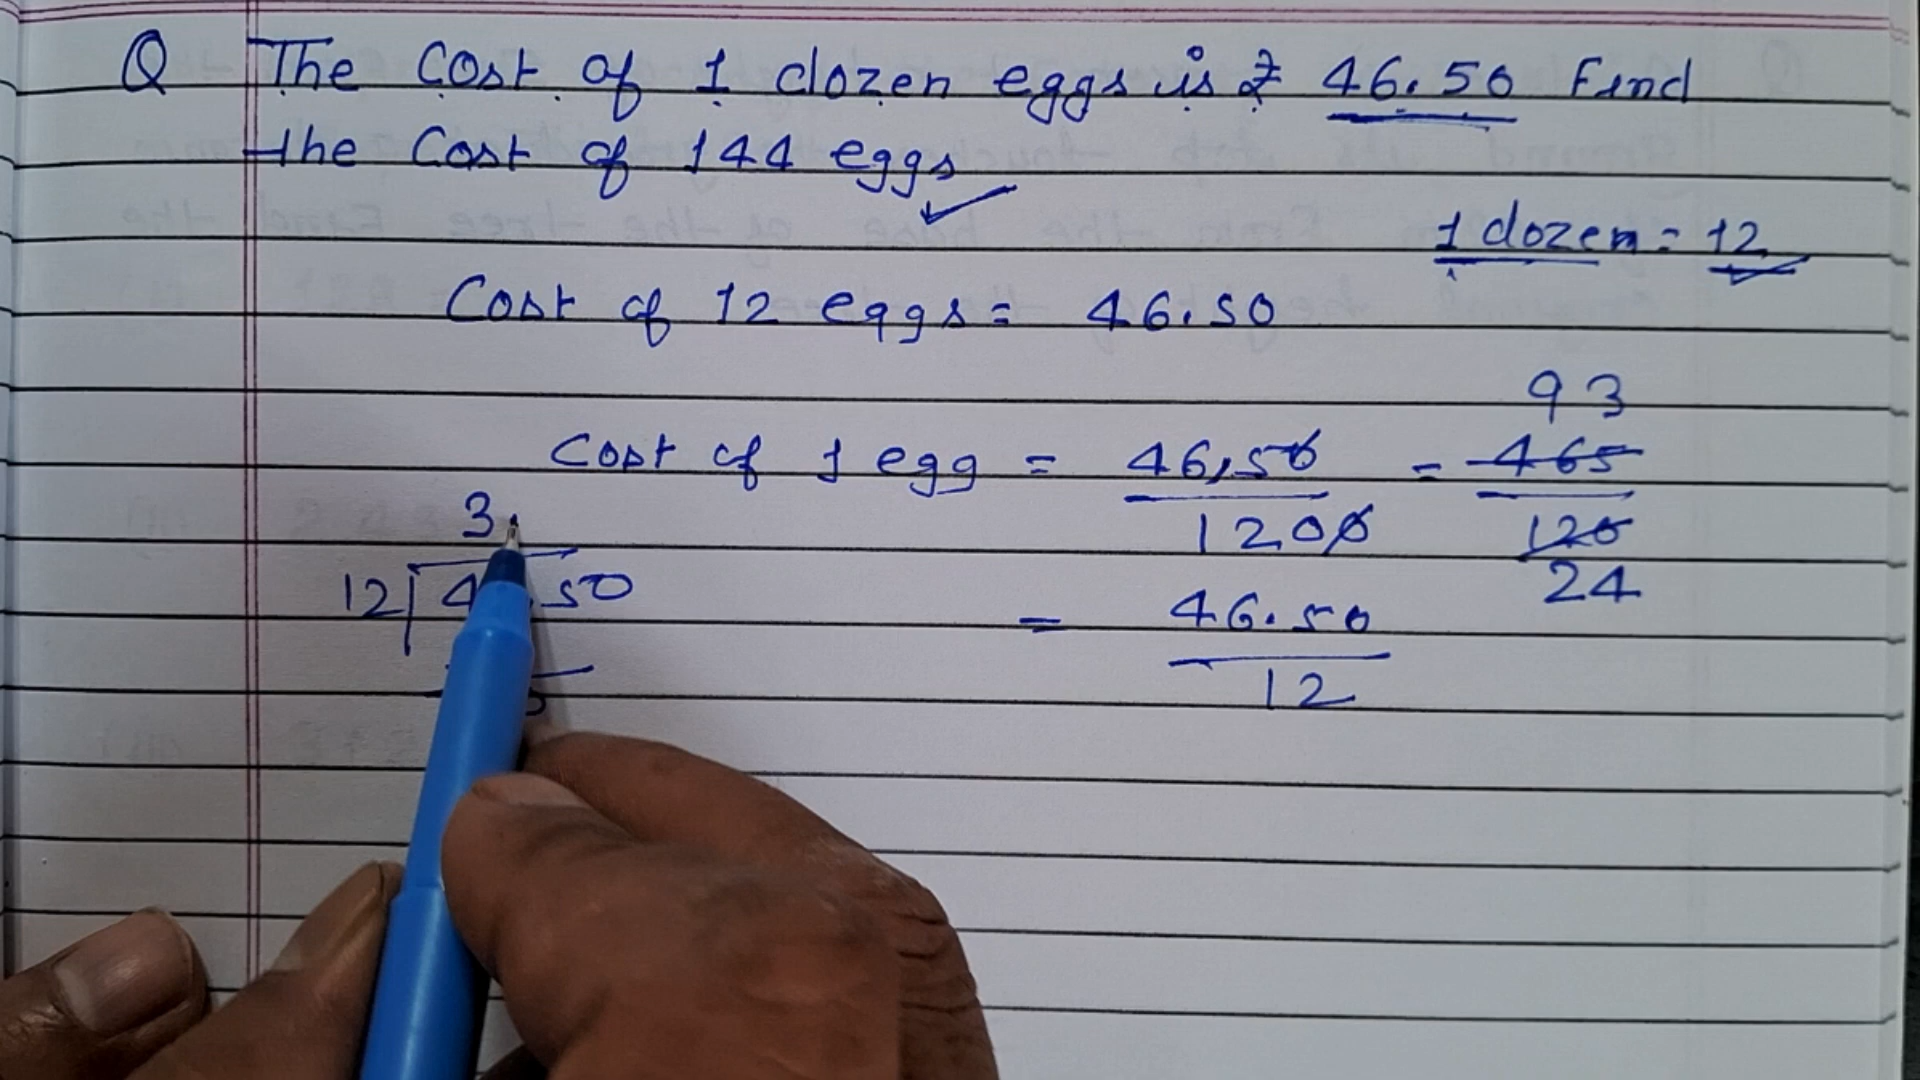 Q The Cost of 1 dozen eggs is ₹ 46.50 Find
the Cost of 144 eggs
1 dozen = 12
Cost of 12 eggs = 46.50
93
Cost of 1 egg = 46.50 = 465
1200 120
24
3.
12 4 .50
= 46.50
12